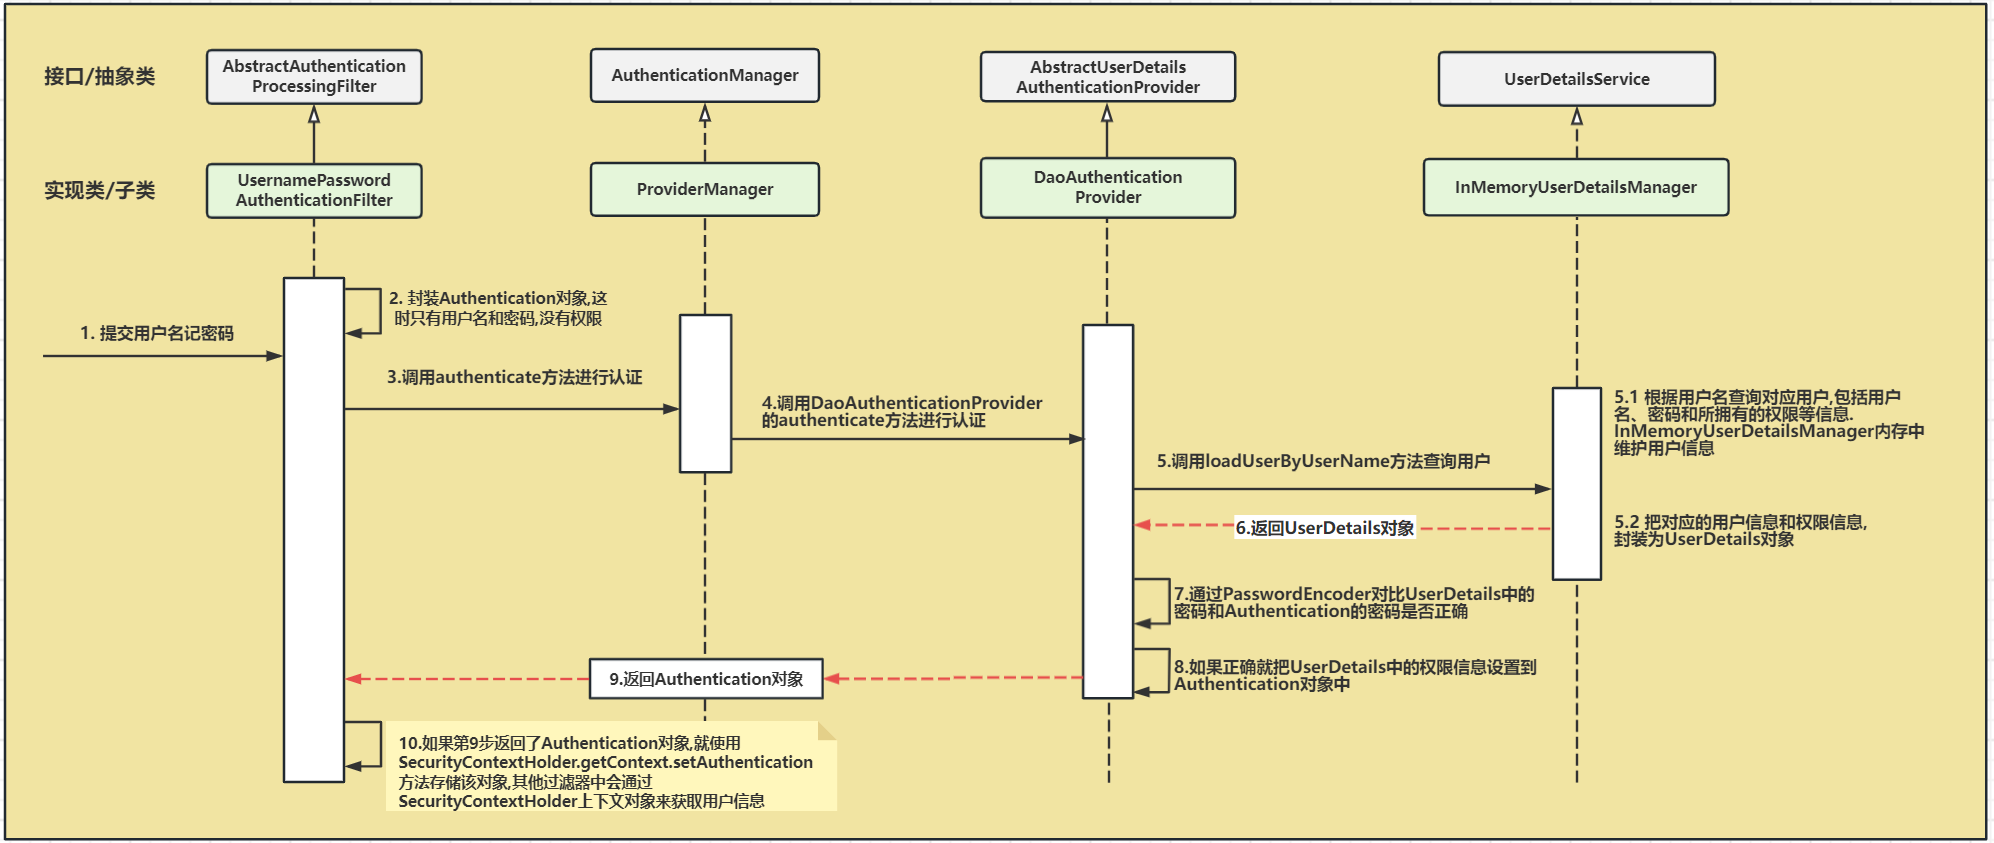 接口/抽象类
AbstractAuthentication
ProcessingFilter
AuthenticationManager
AbstractUserDetails
AuthenticationProvider
UserDetailsService
实现类/子类
UsernamePassword
AuthenticationFilter
ProviderManager
DaoAuthentication
Provider
InMemoryUserDetailsManager
1. 提交用户名记密码
2. 封装Authentication对象,这
时只有用户名和密码,没有权限
3.调用authenticate方法进行认证
4.调用DaoAuthenticationProvider
的authenticate方法进行认证
5.调用loadUserByUserName方法查询用户
5.1 根据用户名查询对应用户,包括用户
名、密码和所拥有的权限等信息.
InMemoryUserDetailsManager内存中
维护用户信息
5.2 把对应的用户信息和权限信息,
封装为UserDetails对象
6.返回UserDetails对象
7.通过PasswordEncoder对比UserDetails中的
密码和Authentication的密码是否正确
8.如果正确就把UserDetails中的权限信息设置到
Authentication对象中
9.返回Authentication对象
10.如果第9步返回了Authentication对象,就使用
SecurityContextHolder.getContext.setAuthentication
方法存储该对象,其他过滤器中会通过
SecurityContextHolder上下文对象来获取用户信息